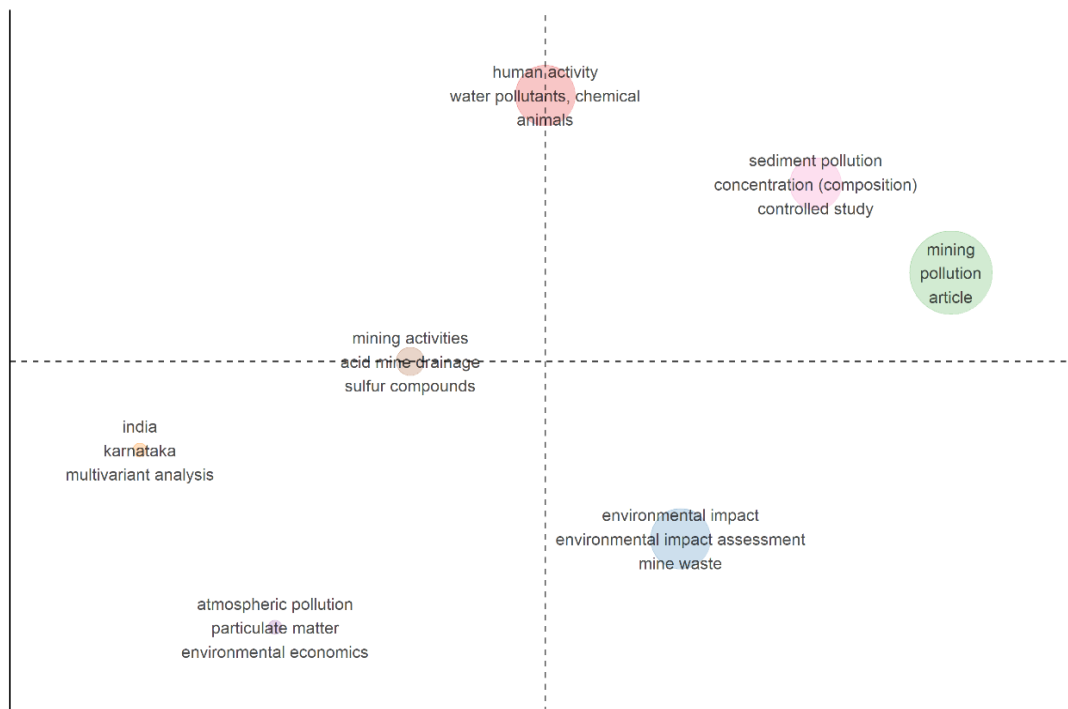 human activity
water pollutants, chemical
animals
sediment pollution
concentration (composition)
controlled study
mining
pollution
article
mining activities
acid mine drainage
sulfur compounds
india
karnataka
multivariant analysis
environmental impact
environmental impact assessment
mine waste
atmospheric pollution
particulate matter
environmental economics